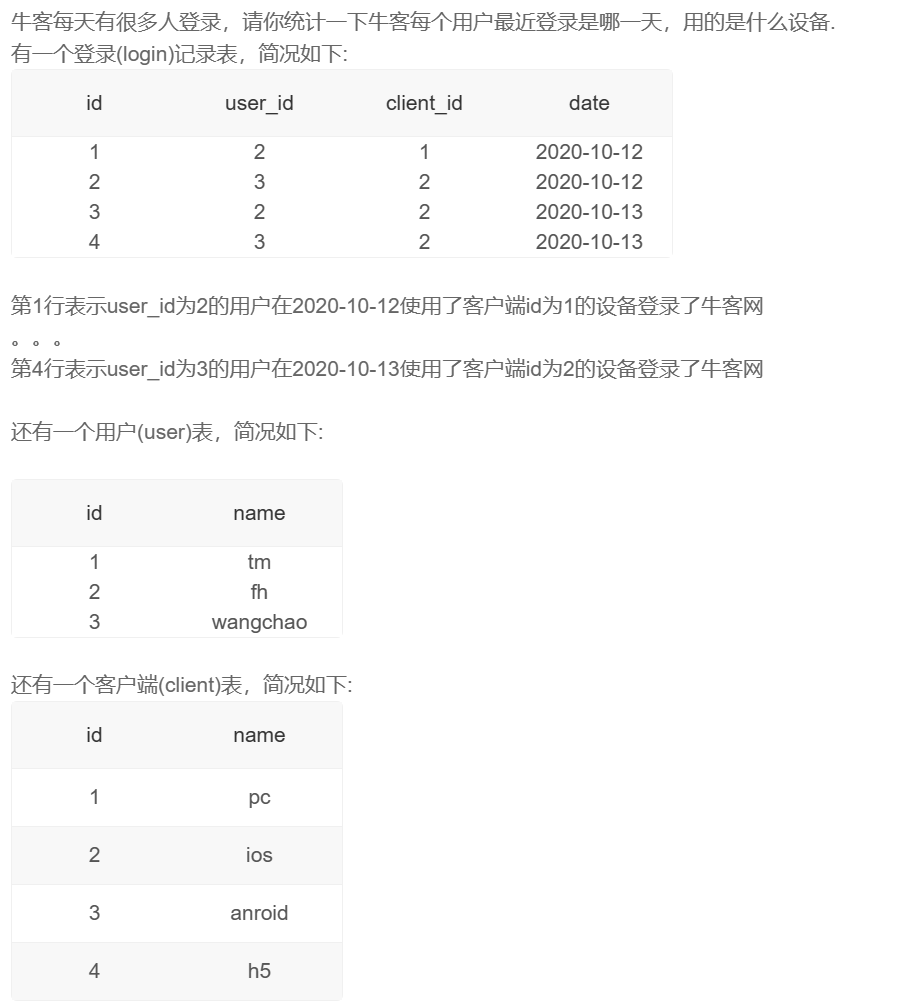 牛客每天有很多人登录，请你统计一下牛客每个用户最近登录是哪一天，用的是什么设备.
有一个登录(login)记录表，简况如下:
id user_id client_id date
1 2 1 2020-10-12
2 3 2 2020-10-12
3 2 2 2020-10-13
4 3 2 2020-10-13
第1行表示user_id为2的用户在2020-10-12使用了客户端id为1的设备登录了牛客网
。。。
第4行表示user_id为3的用户在2020-10-13使用了客户端id为2的设备登录了牛客网
还有一个用户(user)表，简况如下:
id name
1 tm
2 fh
3 wangchao
还有一个客户端(client)表，简况如下:
id name
1 pc
2 ios
3 anroid
4 h5